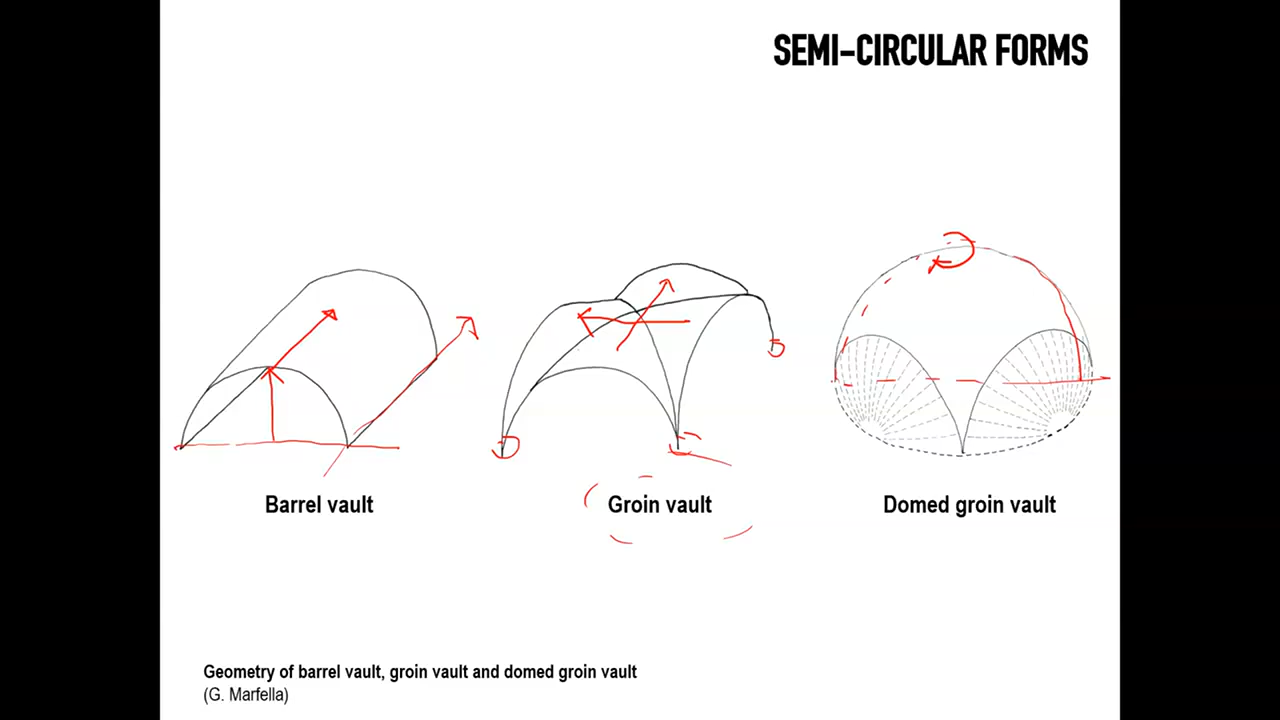 SEMI-CIRCULAR FORMS
Barrel vault
Groin vault
Domed groin vault
Geometry of barrel vault, groin vault and domed groin vault
(G. Marfella)